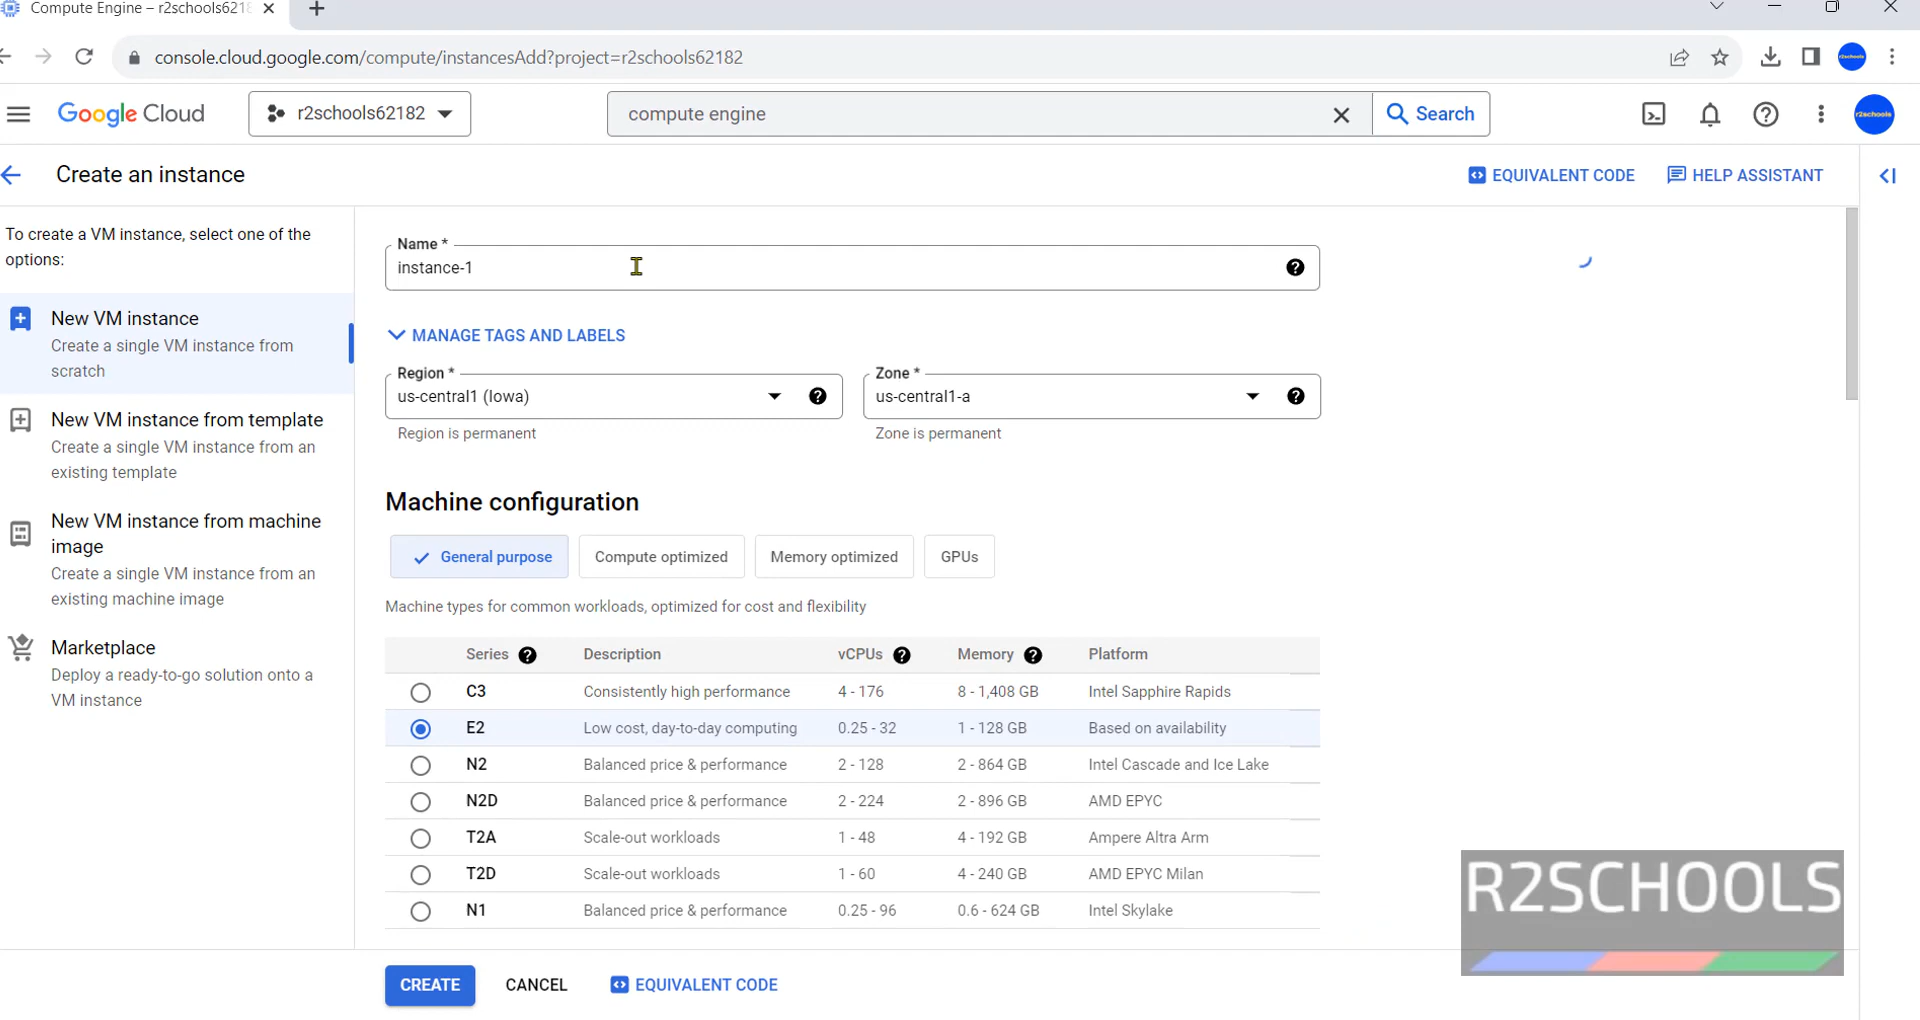 Compute Engine – r2schools6218
console.cloud.google.com/compute/instancesAdd?project=r2schools62182
Google Cloud
r2schools62182
compute engine
Search
r2schools
Create an instance
EQUIVALENT CODE
HELP ASSISTANT
To create a VM instance, select one of the
options:
New VM instance
Create a single VM instance from
scratch
New VM instance from template
Create a single VM instance from an
existing template
New VM instance from machine
image
Create a single VM instance from an
existing machine image
Marketplace
Deploy a ready-to-go solution onto a
VM instance
Name *
instance-1
MANAGE TAGS AND LABELS
Region *
us-central1 (Iowa)
Region is permanent
Zone *
us-central1-a
Zone is permanent
Machine configuration
General purpose
Compute optimized
Memory optimized
GPUs
Machine types for common workloads, optimized for cost and flexibility
Series Description vCPUs Memory Platform
C3 Consistently high performance 4 - 176 8 - 1,408 GB Intel Sapphire Rapids
E2 Low cost, day-to-day computing 0.25 - 32 1 - 128 GB Based on availability
N2 Balanced price & performance 2 - 128 2 - 864 GB Intel Cascade and Ice Lake
N2D Balanced price & performance 2 - 224 2 - 896 GB AMD EPYC
T2A Scale-out workloads 1 - 48 4 - 192 GB Ampere Altra Arm
T2D Scale-out workloads 1 - 60 4 - 240 GB AMD EPYC Milan
N1 Balanced price & performance 0.25 - 96 0.6 - 624 GB Intel Skylake
CREATE
CANCEL
EQUIVALENT CODE
R2SCHOOLS